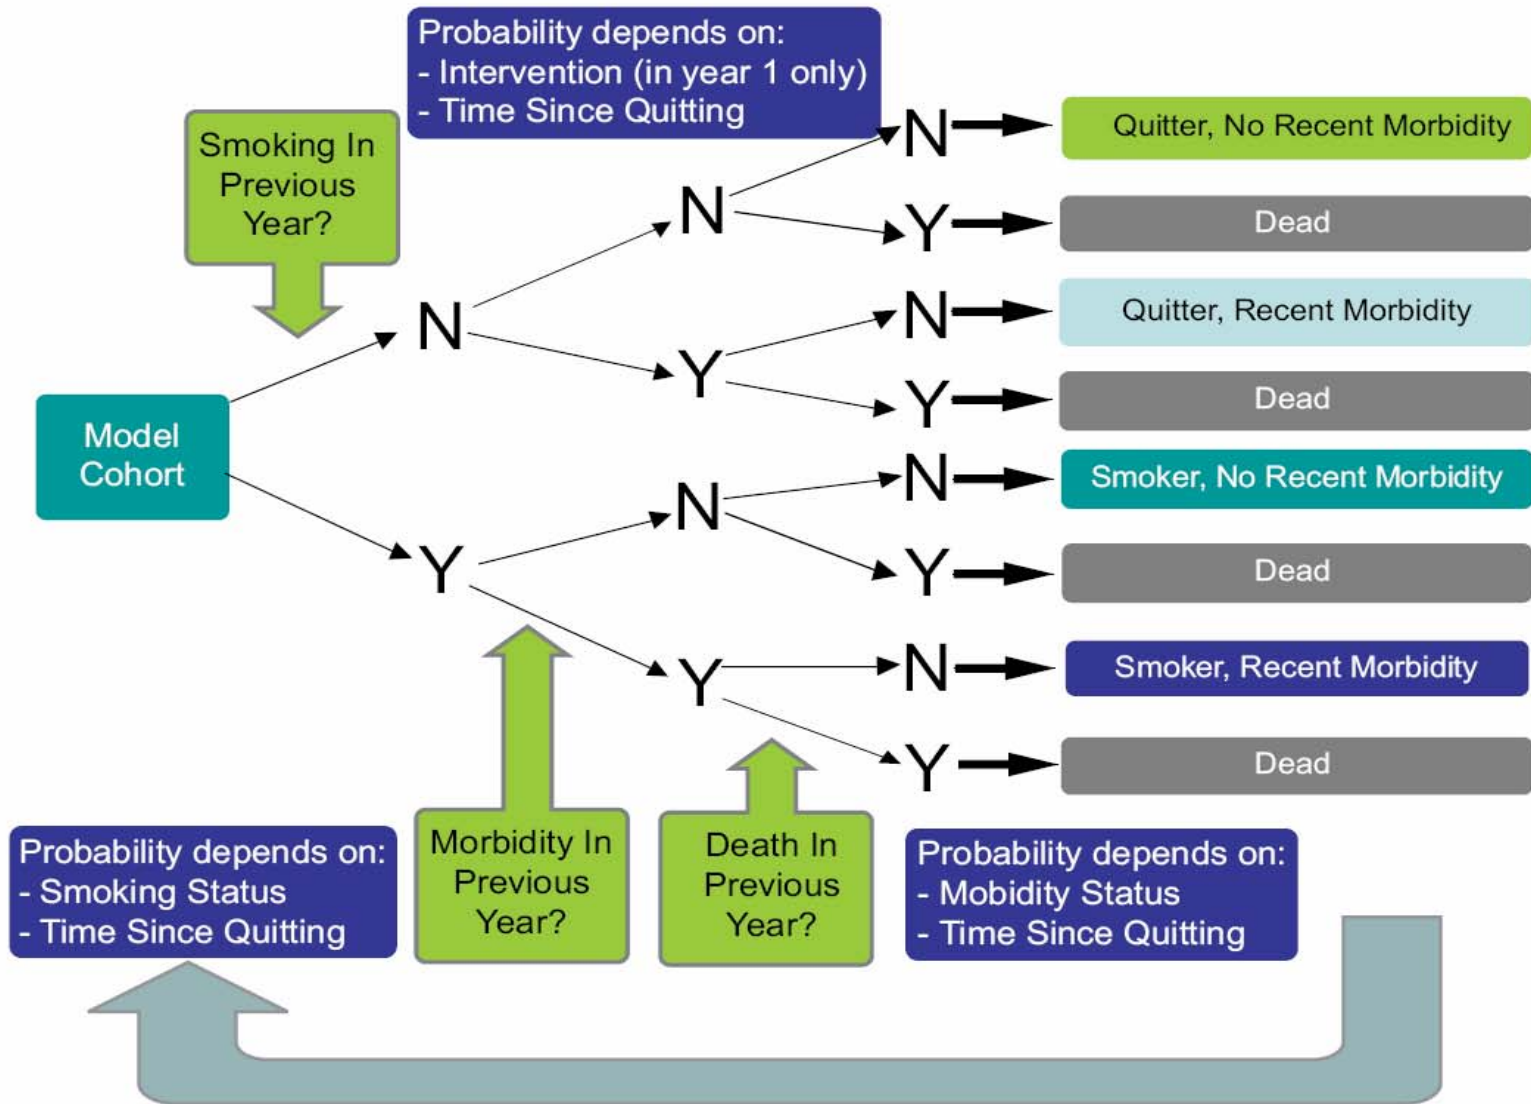 Probability depends on:
- Intervention (in year 1 only)
- Time Since Quitting
Smoking In
Previous
Year?
Model
Cohort
N
Y
N
Y
N
Y
N
Y
N
Y
N
Y
N
Y
Quitter, No Recent Morbidity
Dead
Quitter, Recent Morbidity
Dead
Smoker, No Recent Morbidity
Dead
Smoker, Recent Morbidity
Dead
Probability depends on:
- Smoking Status
- Time Since Quitting
Morbidity In
Previous
Year?
Death In
Previous
Year?
Probability depends on:
- Mobidity Status
- Time Since Quitting